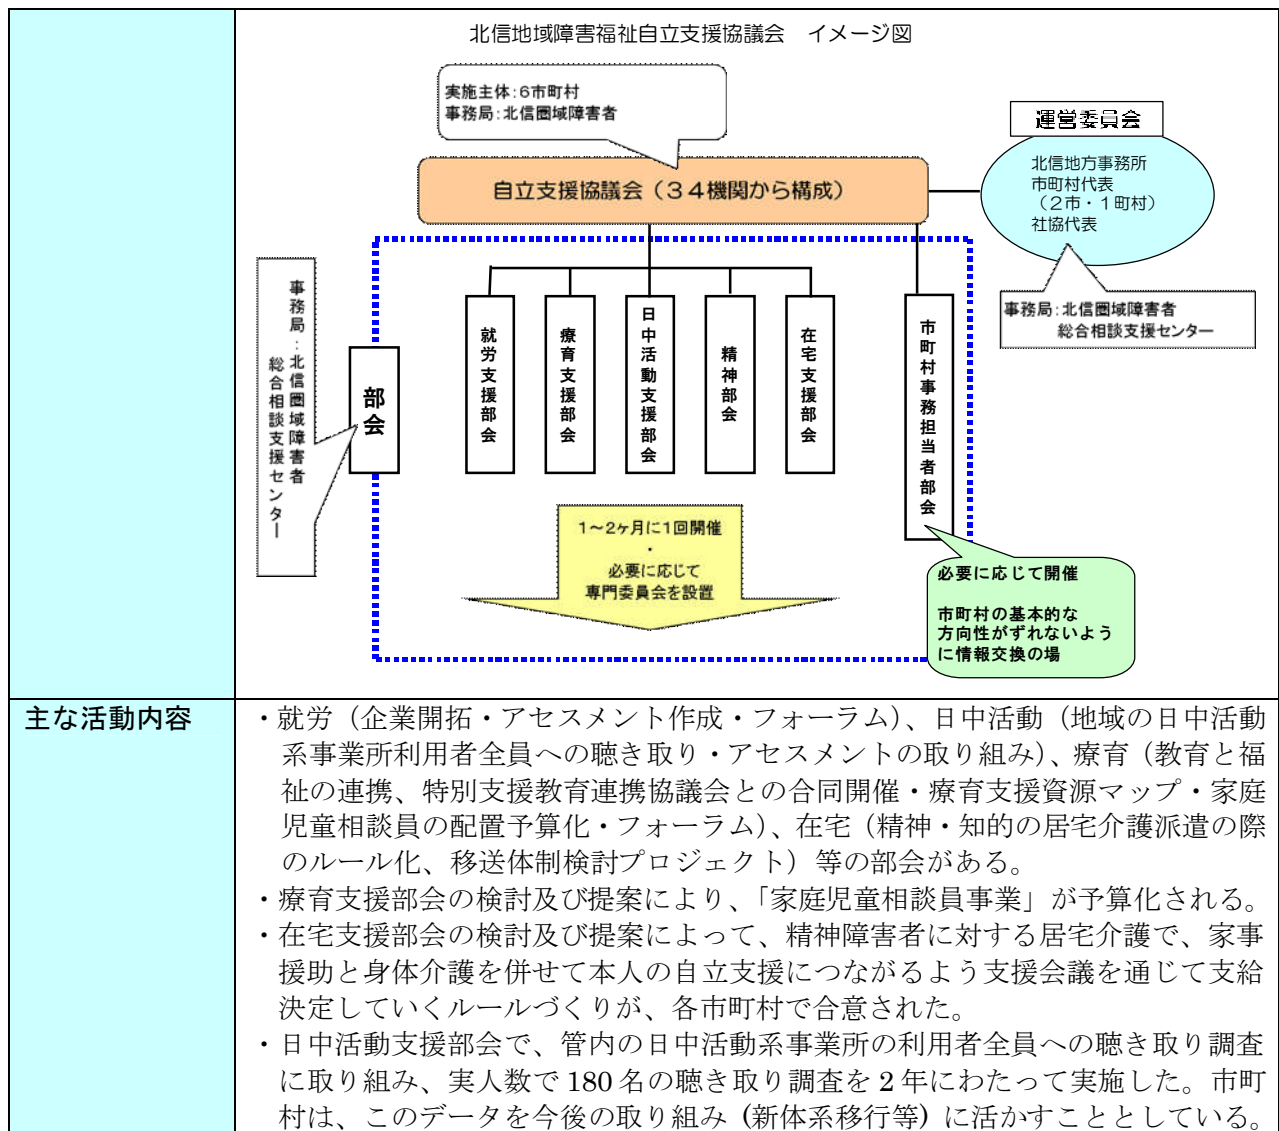 北信地域障害福祉自立支援協議会　イメージ図
実施主体：6市町村
事務局：北信圏域障害者
運営委員会
自立支援協議会（３４機関から構成）
北信地方事務所
市町村代表
（２市・１町村）
社協代表
事務局：北信圏域障害者
総合相談支援センター
事務局：北信圏域障害者
総合相談支援センター
部会
就労支援部会
療育支援部会
日中活動支援部会
精神部会
在宅支援部会
市町村事務担当者部会
1～2ヶ月に1回開催
・
必要に応じて
専門委員会を設置
必要に応じて開催
市町村の基本的な
方向性がずれないよう
に情報交換の場
主な活動内容
・就労（企業開拓・アセスメント作成・フォーラム）、日中活動（地域の日中活動
系事業所利用者全員への聴き取り・アセスメントの取り組み）、療育（教育と福
祉の連携、特別支援教育連携協議会との合同開催・療育支援資源マップ・家庭
児童相談員の配置予算化・フォーラム）、在宅（精神・知的の居宅介護派遣の際
のルール化、移送体制検討プロジェクト）等の部会がある。
・療育支援部会の検討及び提案により、「家庭児童相談員事業」が予算化される。
・在宅支援部会の検討及び提案によって、精神障害者に対する居宅介護で、家事
援助と身体介護を併せて本人の自立支援につながるよう支援会議を通じて支給
決定していくルールづくりが、各市町村で合意された。
・日中活動支援部会で、管内の日中活動系事業所の利用者全員への聴き取り調査
に取り組み、実人数で 180 名の聴き取り調査を 2 年にわたって実施した。市町
村は、このデータを今後の取り組み (新体系移行等) に活かすこととしている。